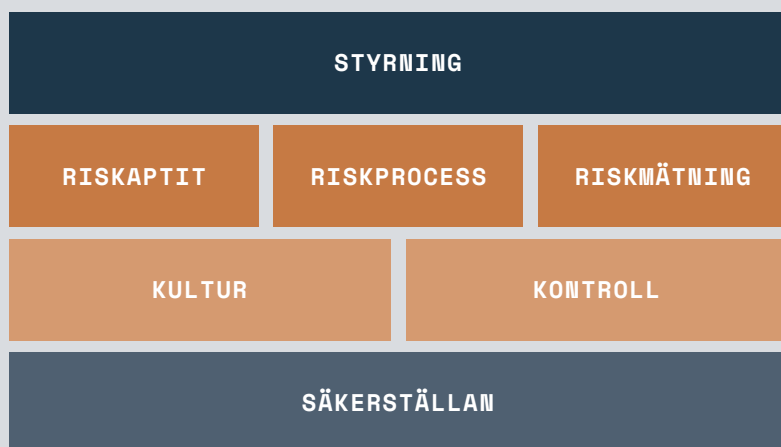 STYRNING
RISKAPTIT RISKPROCESS RISKMÄTNING
KULTUR KONTROLL
SÄKERSTÄLLAN